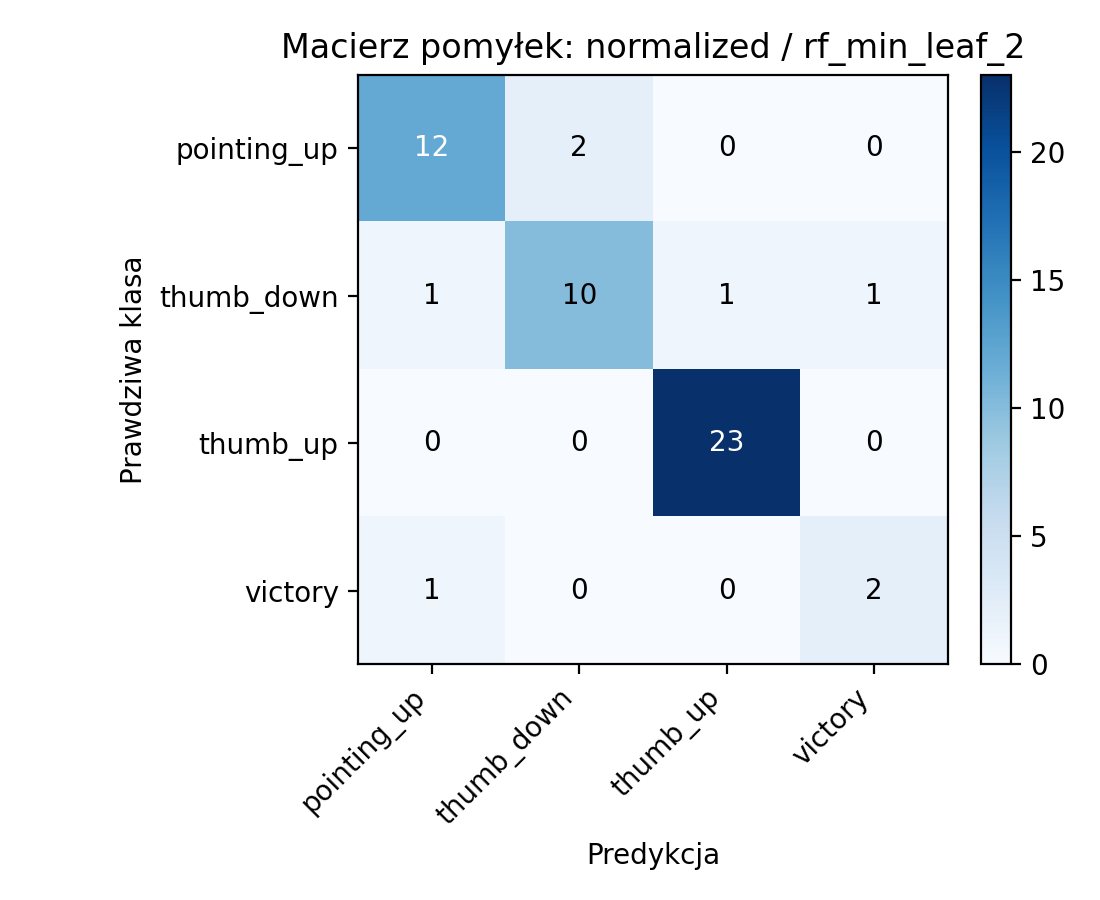 Macierz pomyłek: normalized / rf_min_leaf_2
Prawdziwa klasa
pointing_up 12 2 0 0
thumb_down 1 10 1 1
thumb_up 0 0 23 0
victory 1 0 0 2
pointing_up thumb_down thumb_up victory
Predykcja
20
15
10
5
0